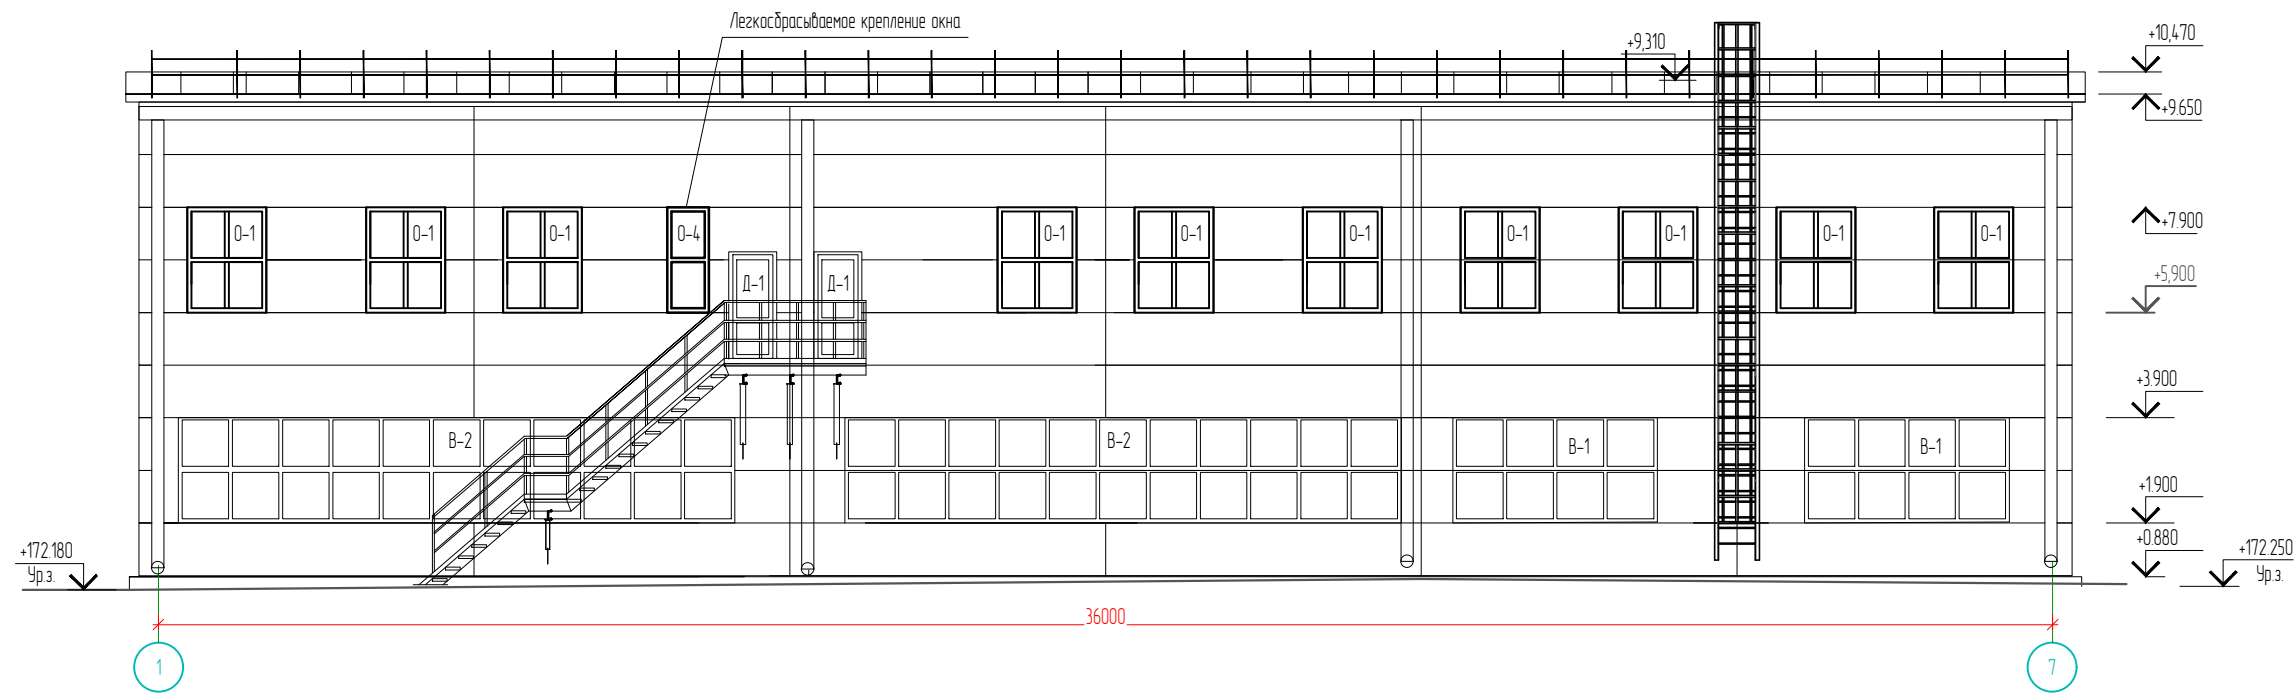 Легкосбрасываемое крепление окна
+9,310
+10,470
+9.650
О-1
О-1
О-1
О-4
О-1
О-1
О-1
О-1
О-1
О-1
О-1
+7.900
Д-1
Д-1
+5,900
+3.900
В-2
В-2
В-1
В-1
+1.900
+0.880
+172.180
Ур.з.
+172.250
Ур.з.
36000
1
7